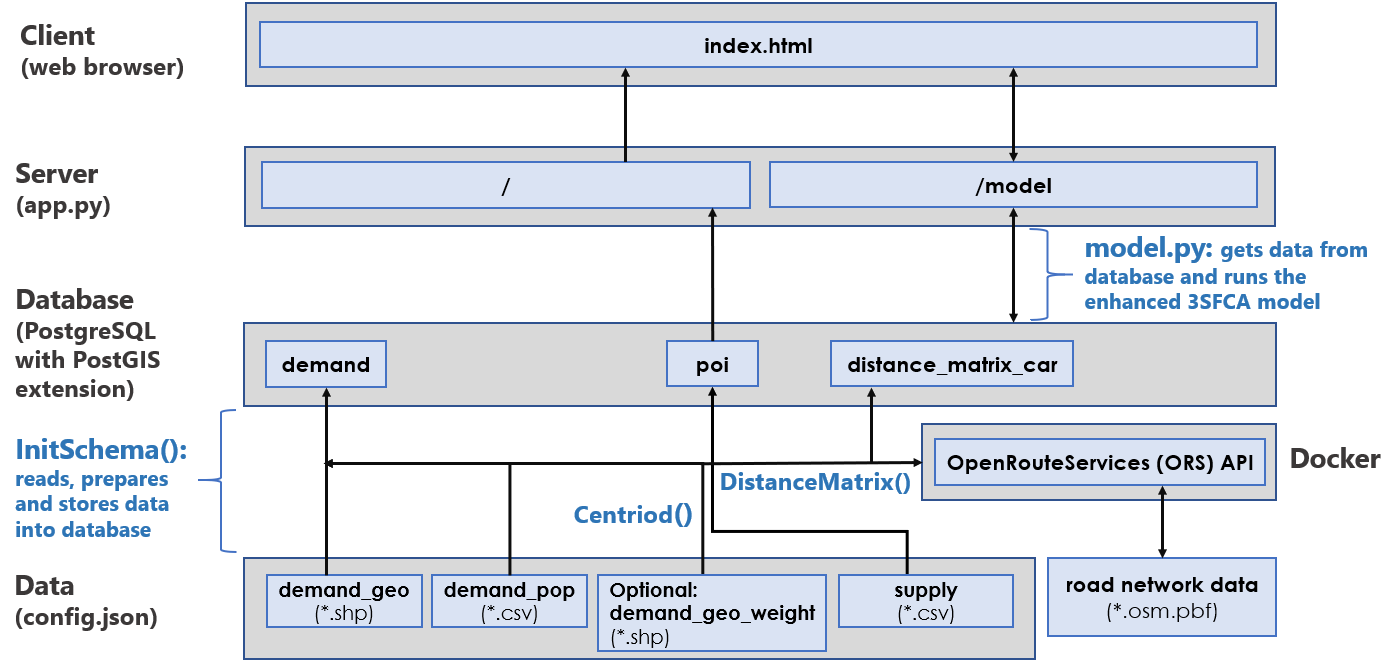 Client
(web browser)
index.html
Server
(app.py)
/
/model
model.py: gets data from
database and runs the
enhanced 3SFCA model
Database
(PostgreSQL
with PostGIS
extension)
demand
poi
distance_matrix_car
InitSchema():
reads, prepares
and stores data
into database
OpenRouteServices (ORS) API
Docker
DistanceMatrix()
Centriod()
Data
(config.json)
demand_geo
(*.shp)
demand_pop
(*.csv)
Optional:
demand_geo_weight
(*.shp)
supply
(*.csv)
road network data
(*.osm.pbf)